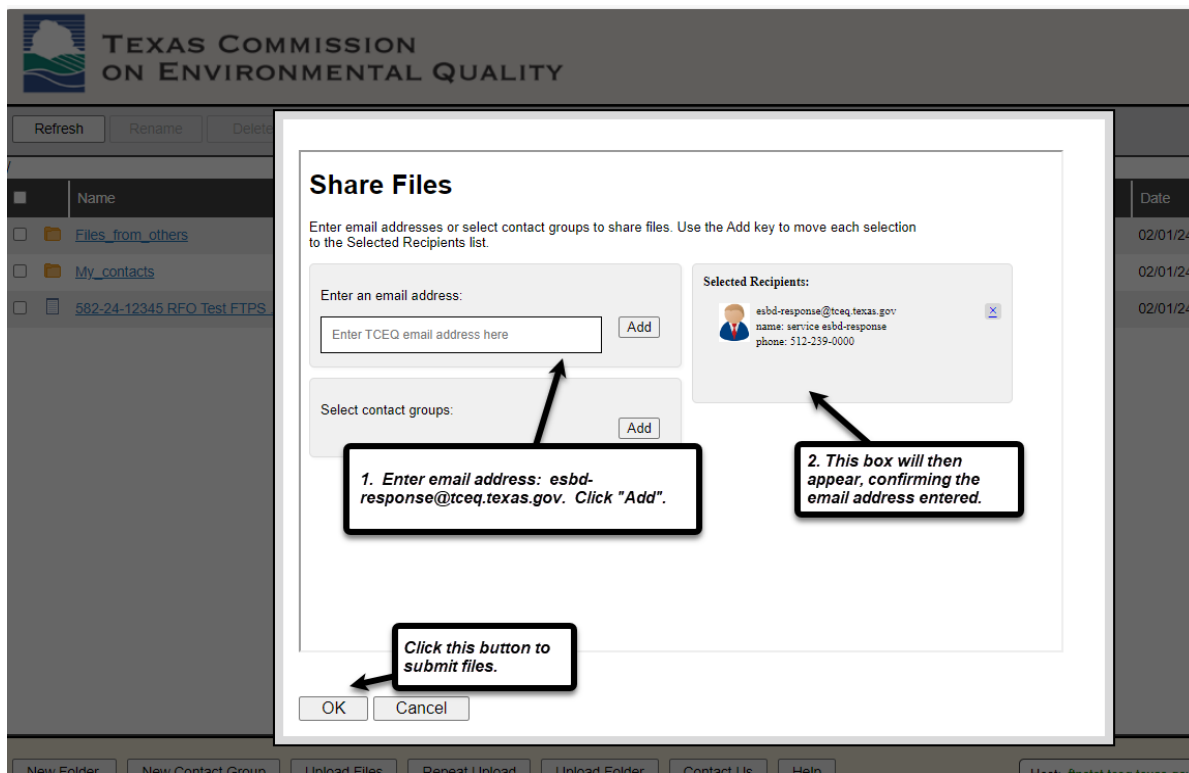 TEXAS COMMISSION
ON ENVIRONMENTAL QUALITY
Refresh Rename Delete
/
Name Date
Files_from_others 02/01/24
My_contacts 02/01/24
582-24-12345 RFO Test FTPS 02/01/24
Share Files
Enter email addresses or select contact groups to share files. Use the Add key to move each selection
to the Selected Recipients list.
Enter an email address:
Enter TCEQ email address here Add
Select contact groups:
Add
Selected Recipients:
esbd-response@tceq.texas.gov X
name: service esbd-response
phone: 512-239-0000
1. Enter email address: esbd-
response@tceq.texas.gov. Click "Add".
2. This box will then
appear, confirming the
email address entered.
Click this button to
submit files.
OK Cancel
New Folder New Contact Group Upload Files Repeat Upload Upload Folder Contact Us Help